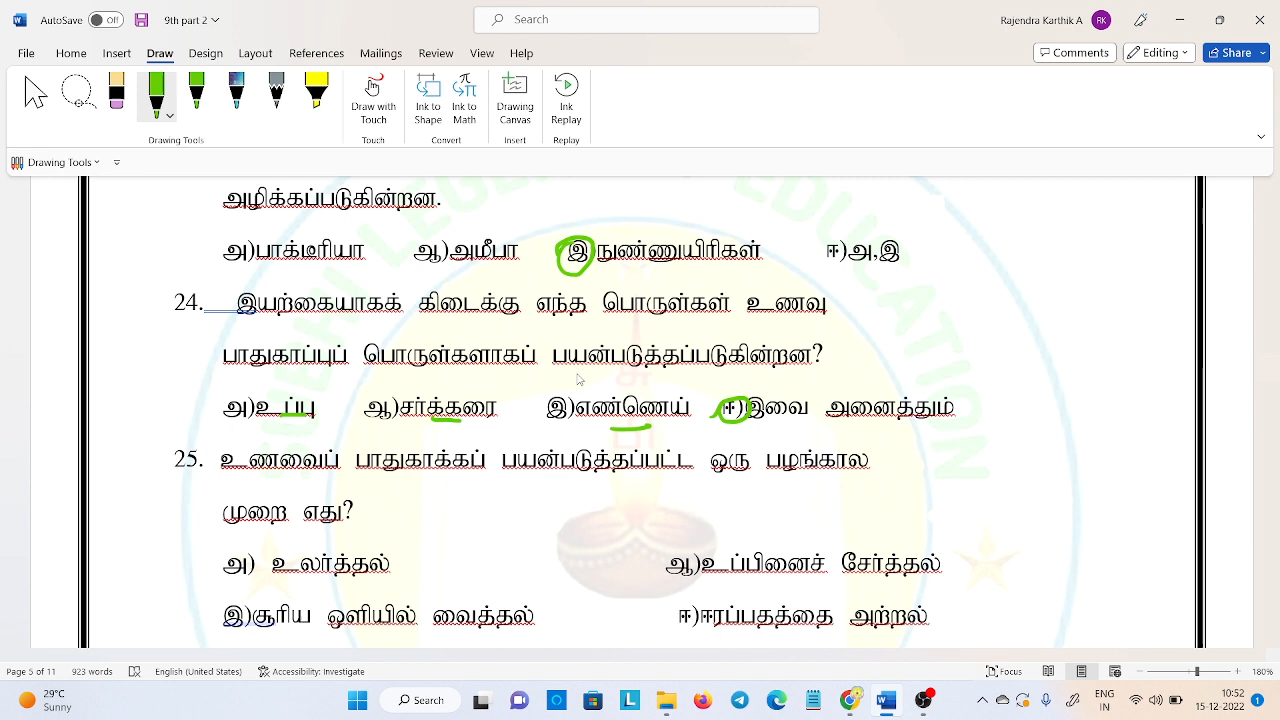 AutoSave Off 9th part 2 Search Rajendra Karthik A RK
File Home Insert Draw Design Layout References Mailings Review View Help Comments Editing Share
Draw with Touch Ink to Shape Ink to Math Drawing Canvas Ink Replay
Drawing Tools Touch Convert Insert Replay
Drawing Tools
அழிக்கப்படுகின்றன.
அ)பாக்டீரியா ஆ)அமீபா இ)நுண்ணுயிரிகள் ஈ)அ,இ
24. இயற்கையாகக் கிடைக்கு எந்த பொருள்கள் உணவு
பாதுகாப்புப் பொருள்களாகப் பயன்படுத்தப்படுகின்றன?
அ)உப்பு ஆ)சர்க்கரை இ)எண்ணெய் ஈ)இவை அனைத்தும்
25. உணவைப் பாதுகாக்கப் பயன்படுத்தப்பட்ட ஒரு பழங்கால
முறை எது?
அ) உலர்த்தல் ஆ)உப்பினைச் சேர்த்தல்
இ)சூரிய ஒளியில் வைத்தல் ஈ)ஈரப்பதத்தை அற்றல்
Page 5 of 11 923 words English (United States) Accessibility: Investigate Focus 180%
29°C Sunny Search ENG IN 10:52 15-12-2022 1